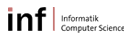 inf
Informatik
Computer Science